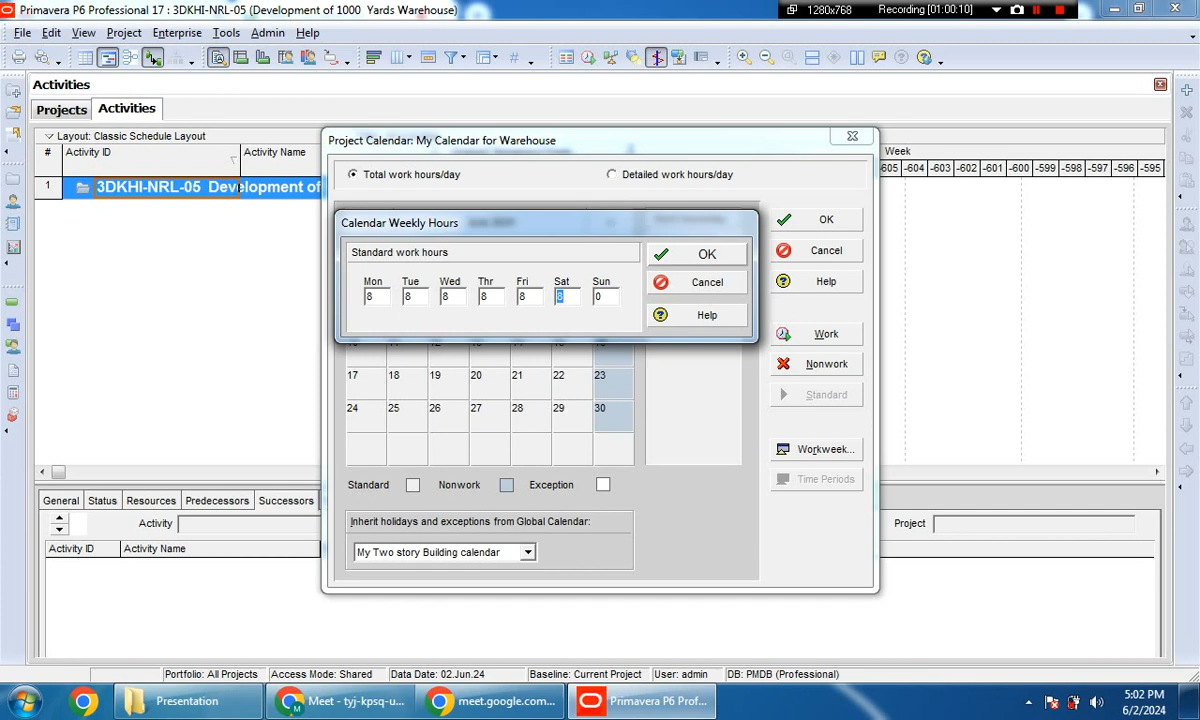 Primavera P6 Professional 17 : 3DKHI-NRL-05 (Development of 1000 Yards Warehouse)
1280x768
Recording [01:00:10]
File Edit View Project Enterprise Tools Admin Help
Activities
Projects Activities
Layout: Classic Schedule Layout
# Activity ID Activity Name
Week
-605 -604 -603 -602 -601 -600 -599 -598 -597 -596 -595
1 3DKHI-NRL-05 Development of
Project Calendar: My Calendar for Warehouse
Total work hours/day Detailed work hours/day
OK
Cancel
Help
Work
Nonwork
Standard
Workweek...
Time Periods
Calendar Weekly Hours
Standard work hours
OK
Cancel
Help
Mon Tue Wed Thr Fri Sat Sun
8 8 8 8 8 8 0
17 18 19 20 21 22 23
24 25 26 27 28 29 30
Standard Nonwork Exception
Inherit holidays and exceptions from Global Calendar:
My Two story Building calendar
General Status Resources Predecessors Successors
Activity Project
Activity ID Activity Name
Portfolio: All Projects Access Mode: Shared Data Date: 02.Jun.24 Baseline: Current Project User: admin DB: PMDB (Professional)
Presentation
Meet - tyj-kpsq-u...
meet.google.com...
Primavera P6 Prof...
5:02 PM
6/2/2024